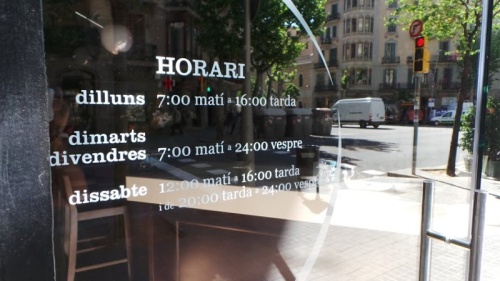 HORARI
dilluns 7:00 matí a 16:00 tarda
dimarts
divendres 7:00 matí a 24:00 vespre
dissabte 12:00 matí a 16:00 tarda
i de 20:00 tarda a 24:00 vespre